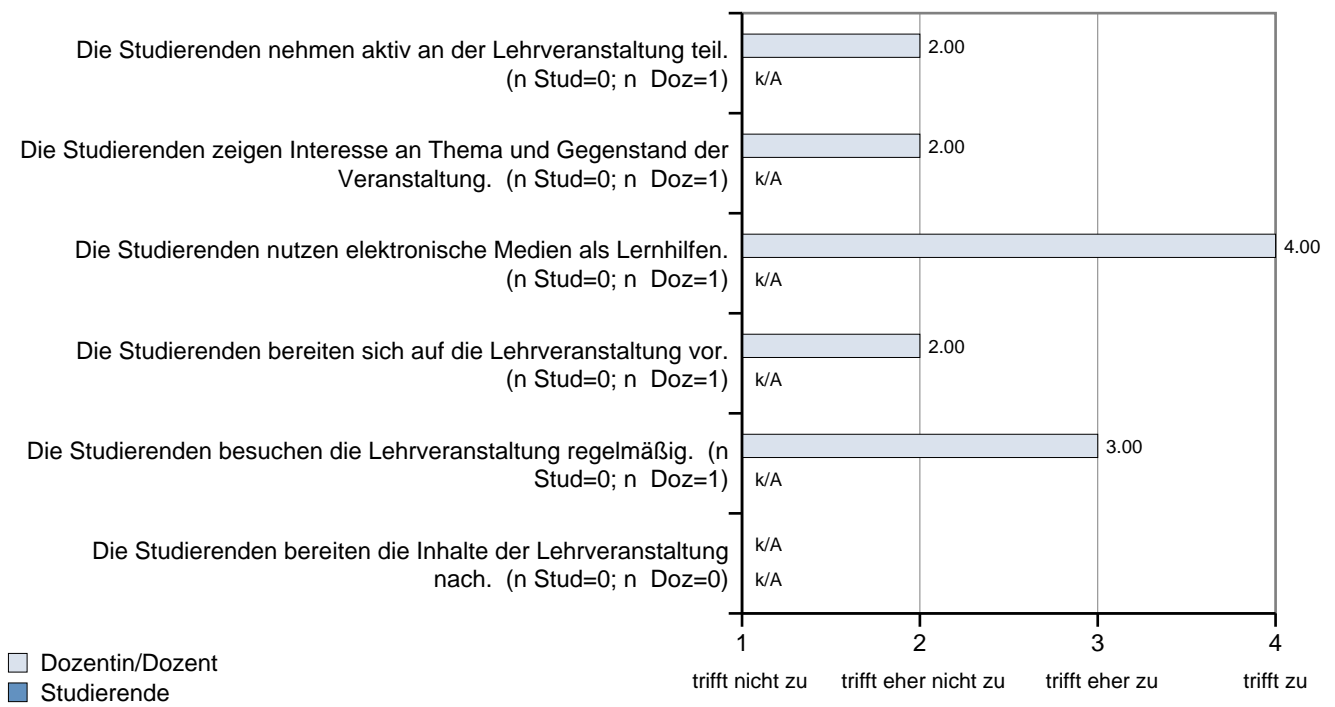 Die Studierenden nehmen aktiv an der Lehrveranstaltung teil.
(n Stud=0; n  Doz=1)
2.00
k/A
Die Studierenden zeigen Interesse an Thema und Gegenstand der
Veranstaltung.  (n Stud=0; n  Doz=1)
2.00
k/A
Die Studierenden nutzen elektronische Medien als Lernhilfen.
(n Stud=0; n  Doz=1)
4.00
k/A
Die Studierenden bereiten sich auf die Lehrveranstaltung vor.
(n Stud=0; n  Doz=1)
2.00
k/A
Die Studierenden besuchen die Lehrveranstaltung regelmäßig.  (n
Stud=0; n  Doz=1)
3.00
k/A
Die Studierenden bereiten die Inhalte der Lehrveranstaltung
nach.  (n Stud=0; n  Doz=0)
k/A
k/A
1 2 3 4
trifft nicht zu trifft eher nicht zu trifft eher zu trifft zu
Dozentin/Dozent
Studierende